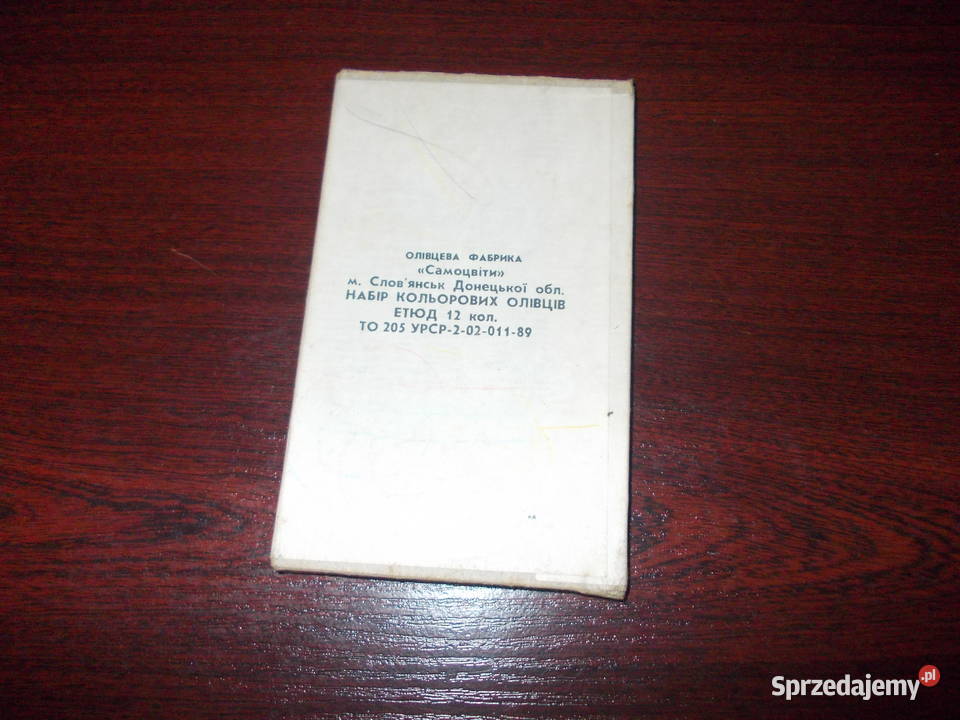 ОЛІВЦЕВА ФАБРИКА
«Самоцвіти»
м. Слов'янськ Донецької обл.
НАБІР КОЛЬОРОВИХ ОЛІВЦІВ
ЕТЮД 12 кол.
ТО 205 УРСР-2-02-011-89
Sprzedajemy.pl